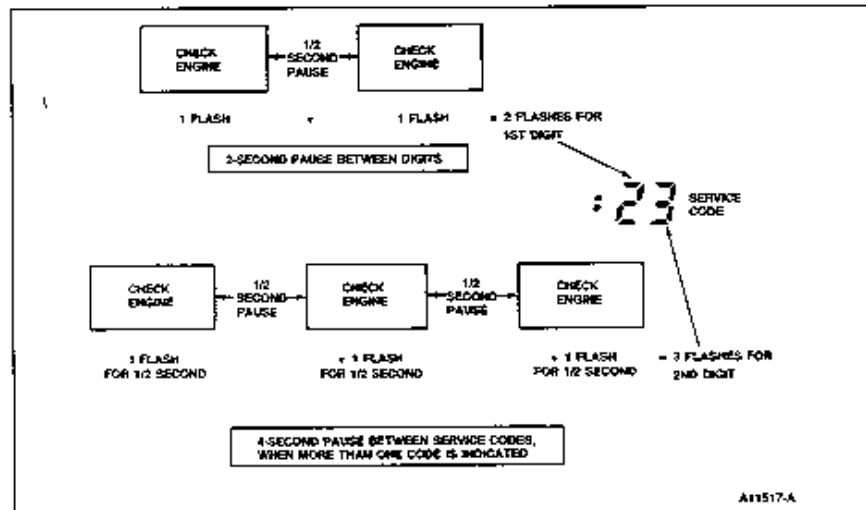 CHECK
ENGINE
1/2
SECOND
PAUSE
CHECK
ENGINE
1 FLASH
+
1 FLASH
= 2 FLASHES FOR
1ST DIGIT
2-SECOND PAUSE BETWEEN DIGITS
:23
SERVICE
CODE
CHECK
ENGINE
1/2
SECOND
PAUSE
CHECK
ENGINE
1/2
SECOND
PAUSE
CHECK
ENGINE
1 FLASH
FOR 1/2 SECOND
+ 1 FLASH
FOR 1/2 SECOND
+ 1 FLASH
FOR 1/2 SECOND
= 3 FLASHES FOR
2ND DIGIT
4-SECOND PAUSE BETWEEN SERVICE CODES,
WHEN MORE THAN ONE CODE IS INDICATED
A11517-A